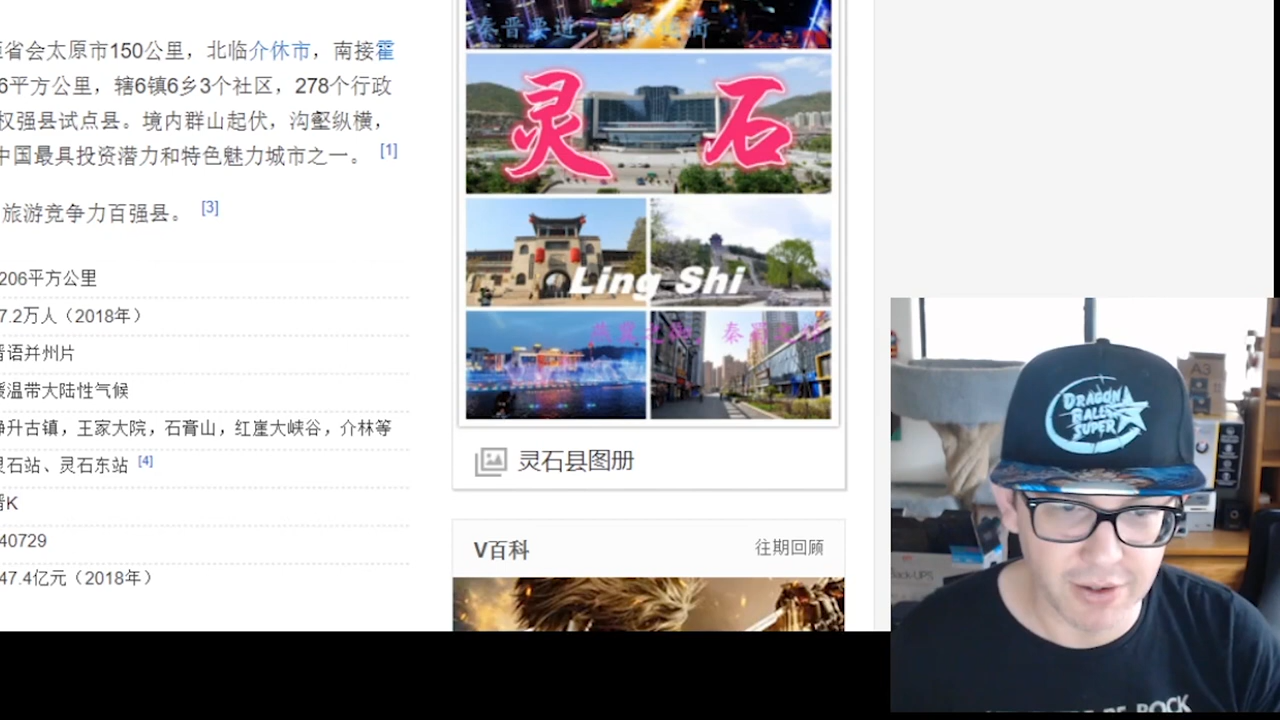 省会太原市150公里，北临介休市，南接霍
6平方公里，辖6镇6乡3个社区，278个行政
权强县试点县。境内群山起伏，沟壑纵横，
中国最具投资潜力和特色魅力城市之一。 [1]
旅游竞争力百强县。 [3]
206平方公里
7.2万人（2018年）
晋语并州片
暖温带大陆性气候
静升古镇，王家大院，石膏山，红崖大峡谷，介林等
灵石站、灵石东站 [4]
晋K
40729
47.4亿元（2018年）
秦晋要道，
灵石
Ling Shi
灵石县图册
V百科
往期回顾
DRAGON
BALL
SUPER
A3
BACK-UPS
ROCK